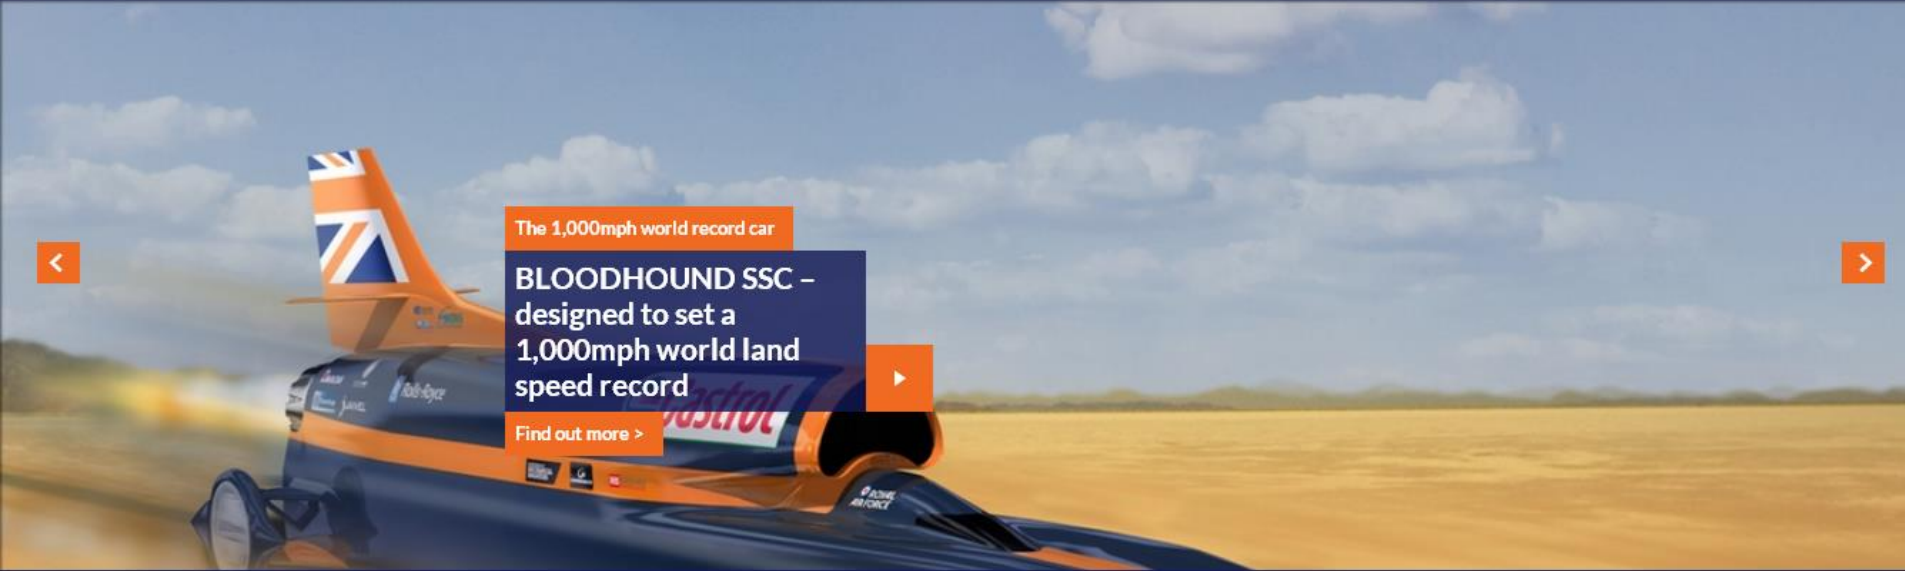 The 1,000mph world record car
BLOODHOUND SSC –
designed to set a
1,000mph world land
speed record
Find out more >
Rolls-Royce
Castrol
ROYAL
AIR FORCE